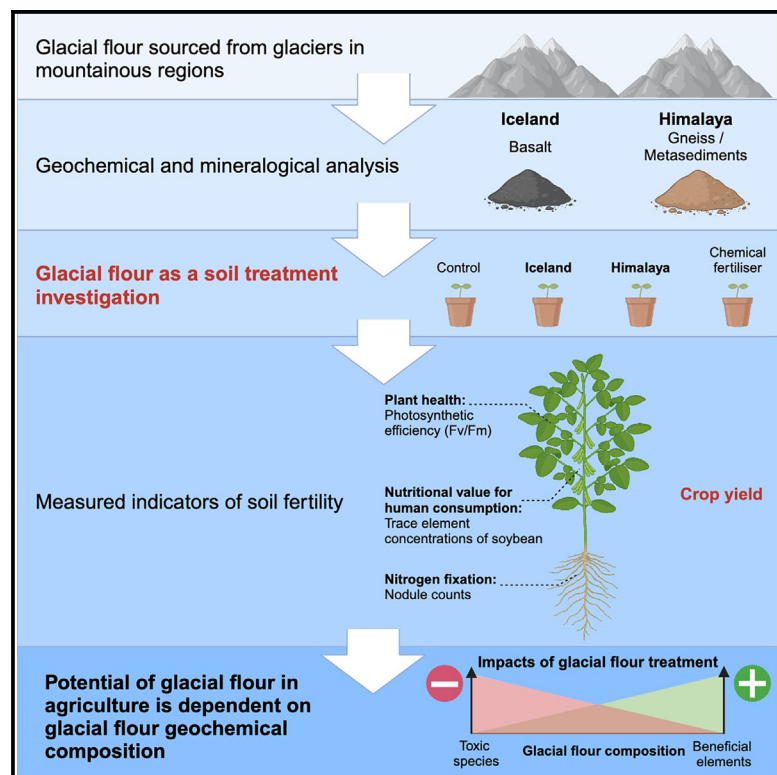 Glacial flour sourced from glaciers in
mountainous regions
Iceland
Himalaya
Basalt
Gneiss /
Metasediments
Geochemical and mineralogical analysis
Glacial flour as a soil treatment
investigation
Control
Iceland
Himalaya
Chemical
fertiliser
Measured indicators of soil fertility
Plant health:
Photosynthetic
efficiency (Fv/Fm)
Nutritional value for
human consumption:
Trace element
concentrations of soybean
Nitrogen fixation:
Nodule counts
Crop yield
Potential of glacial flour in
agriculture is dependent on
glacial flour geochemical
composition
Impacts of glacial flour treatment
Toxic
species
Glacial flour composition
Beneficial
elements